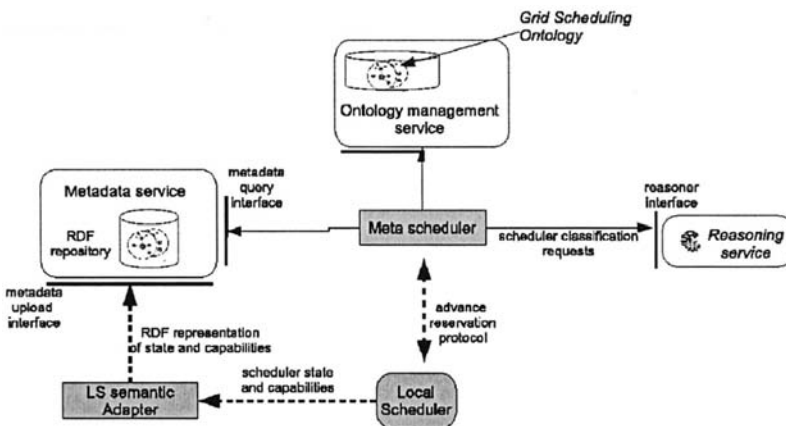 Grid Scheduling
Ontology
Ontology management
service
Metadata service
RDF
repository
metadata
query
interface
Meta scheduler
reasoner
interface
scheduler classification
requests
Reasoning
service
metadata
upload
interface
RDF representation
of state and capabilities
advance
reservation
protocol
scheduler state
and capabilities
LS semantic
Adapter
Local
Scheduler